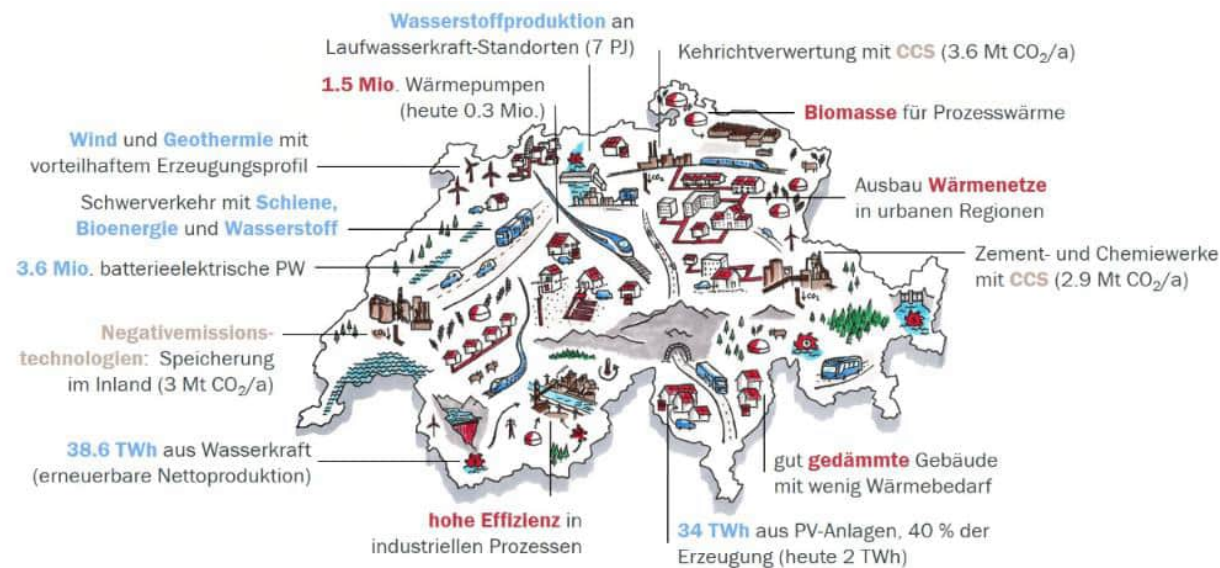 Wasserstoffproduktion an
Laufwasserkraft-Standorten (7 PJ)
Kehrichtverwertung mit CCS (3.6 Mt CO₂/a)
1.5 Mio. Wärmepumpen
(heute 0.3 Mio.)
Biomasse für Prozesswärme
Wind und Geothermie mit
vorteilhaftem Erzeugungsprofil
Ausbau Wärmenetze
in urbanen Regionen
Schwerverkehr mit Schiene,
Bioenergie und Wasserstoff
Zement- und Chemiewerke
mit CCS (2.9 Mt CO₂/a)
3.6 Mio. batterieelektrische PW
Negativemissions-
technologien: Speicherung
im Inland (3 Mt CO₂/a)
38.6 TWh aus Wasserkraft
(erneuerbare Nettoproduktion)
gut gedämmte Gebäude
mit wenig Wärmebedarf
hohe Effizienz in
industriellen Prozessen
34 TWh aus PV-Anlagen, 40 % der
Erzeugung (heute 2 TWh)
CO₂
CO₂
CO₂